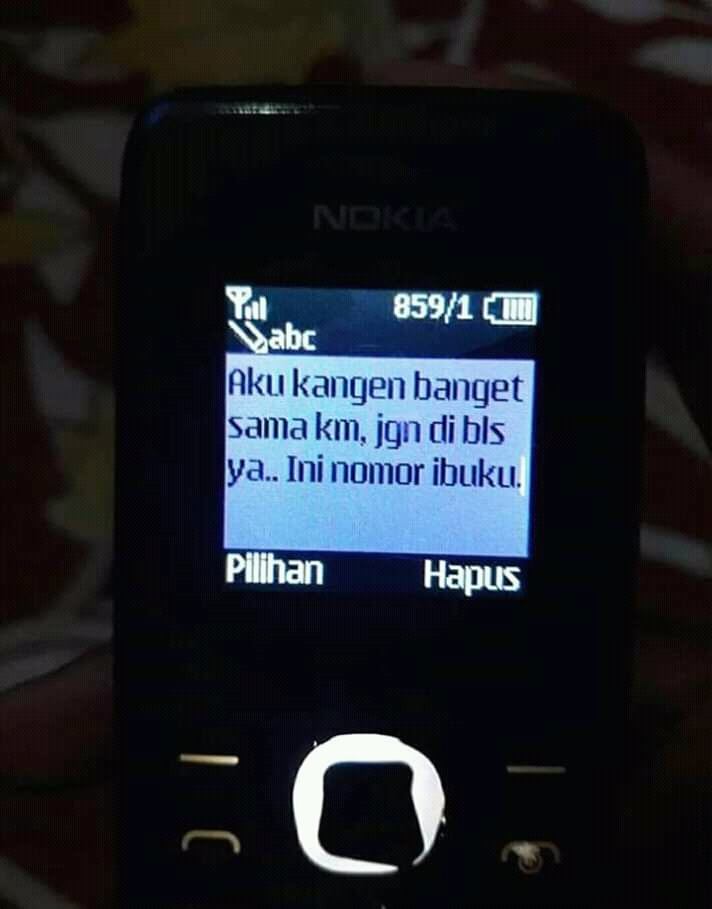 NOKIA
859/1
abc
Aku kangen banget
sama km, jgn di bls
ya.. Ini nomor ibuku.
Pilihan Hapus